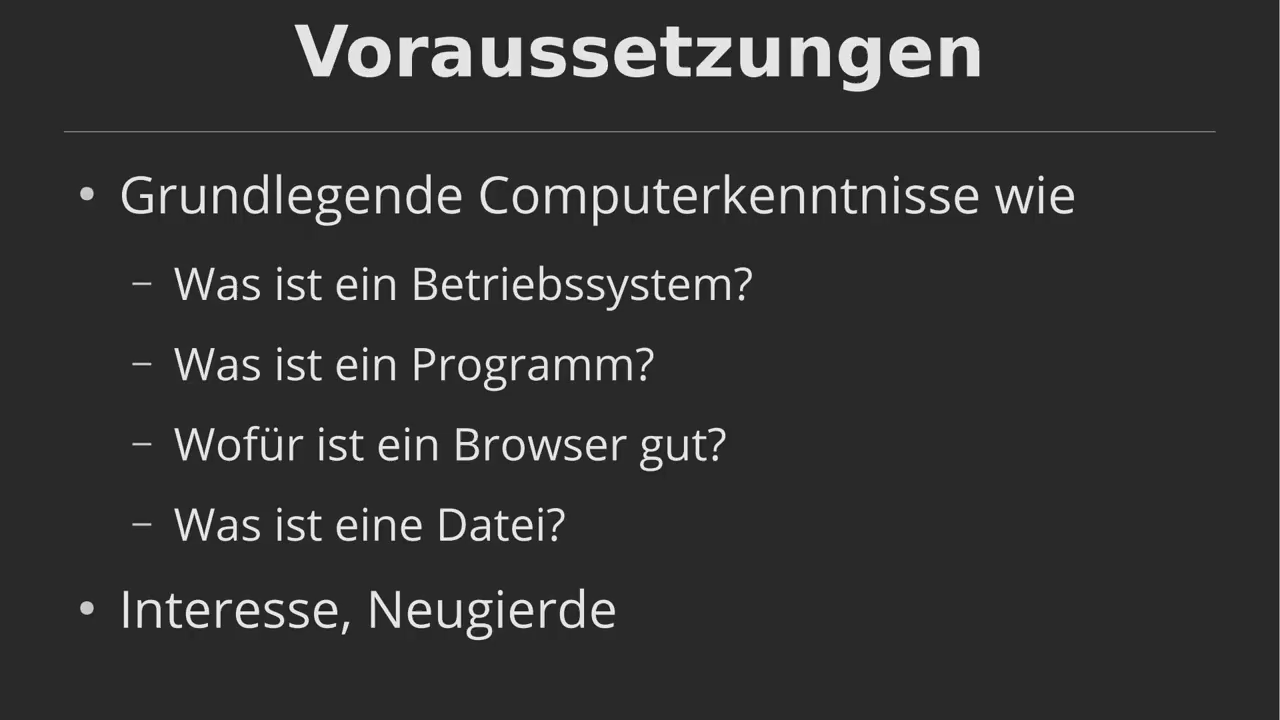 Voraussetzungen
• Grundlegende Computerkenntnisse wie
– Was ist ein Betriebssystem?
– Was ist ein Programm?
– Wofür ist ein Browser gut?
– Was ist eine Datei?
• Interesse, Neugierde